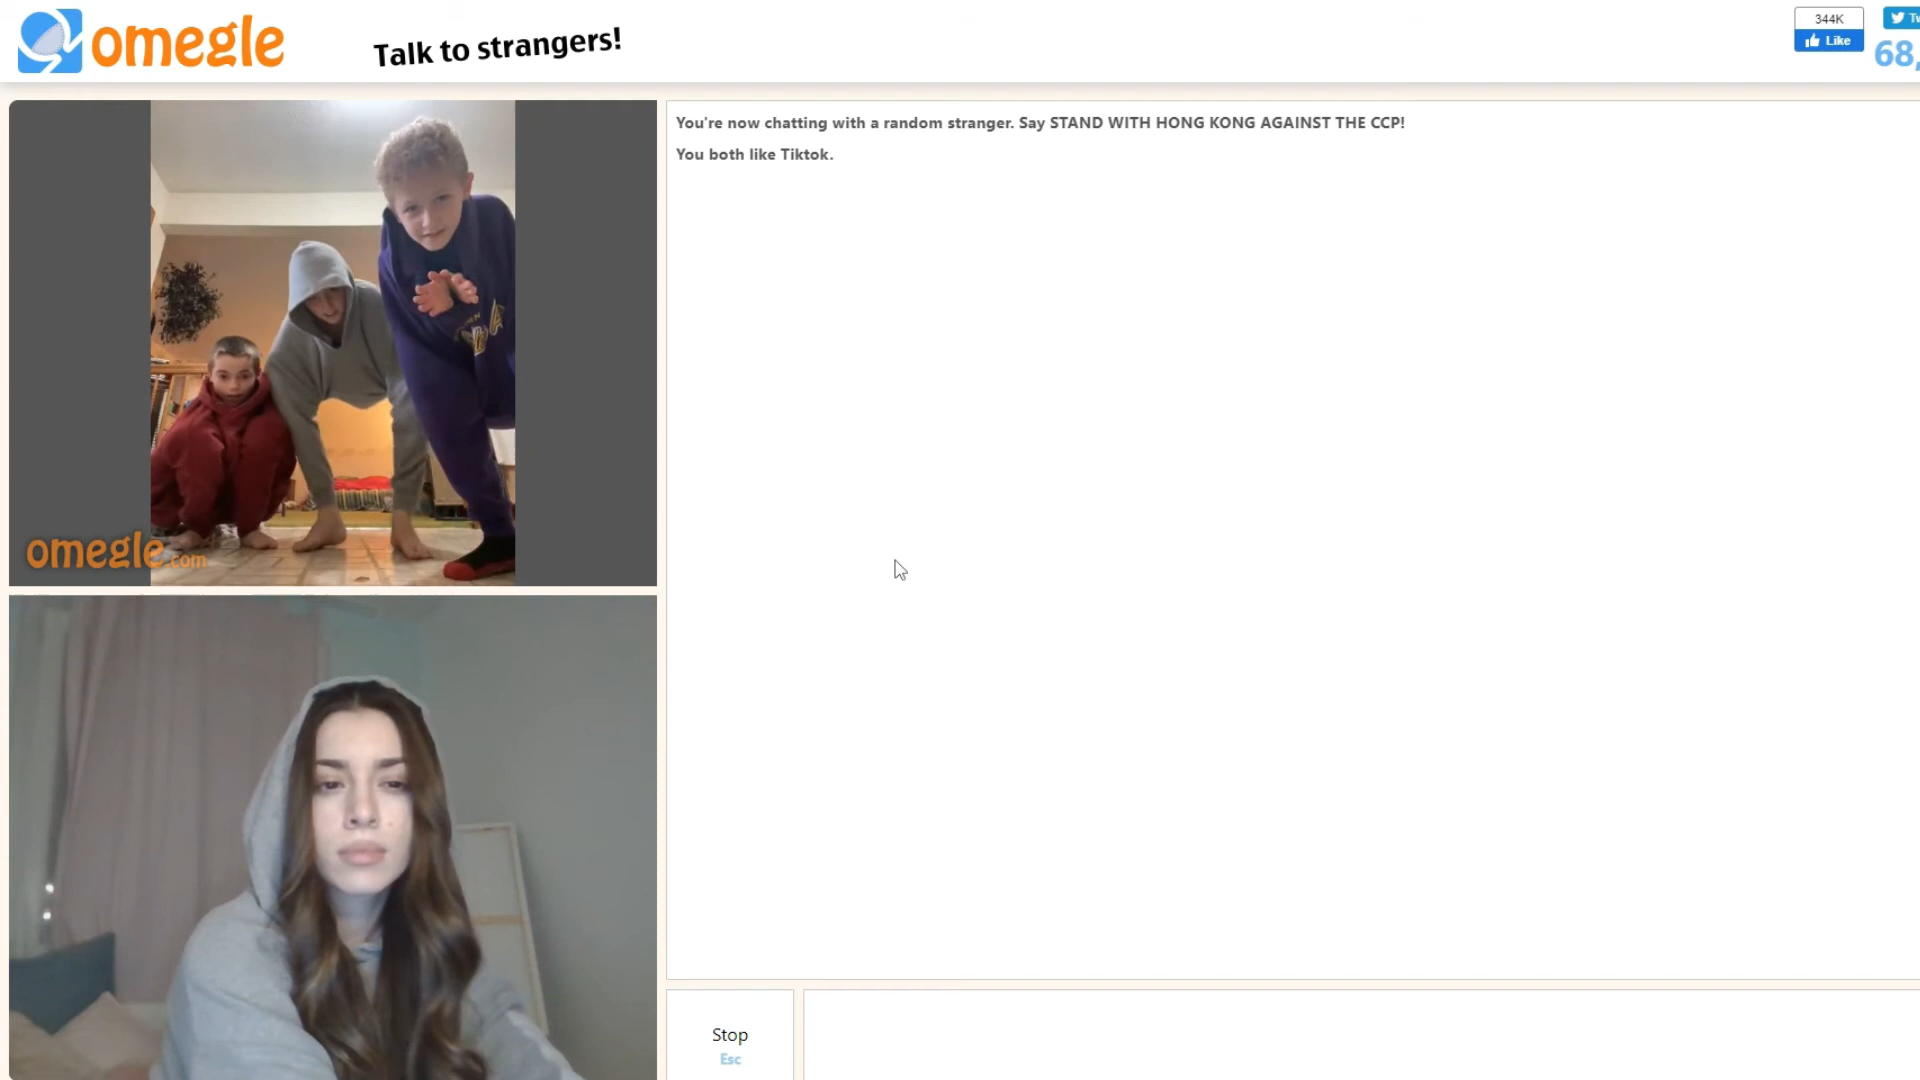 omegle
Talk to strangers!
344K
Like
Tw
68,
You're now chatting with a random stranger. Say STAND WITH HONG KONG AGAINST THE CCP!
You both like Tiktok.
omegle.com
Stop
Esc